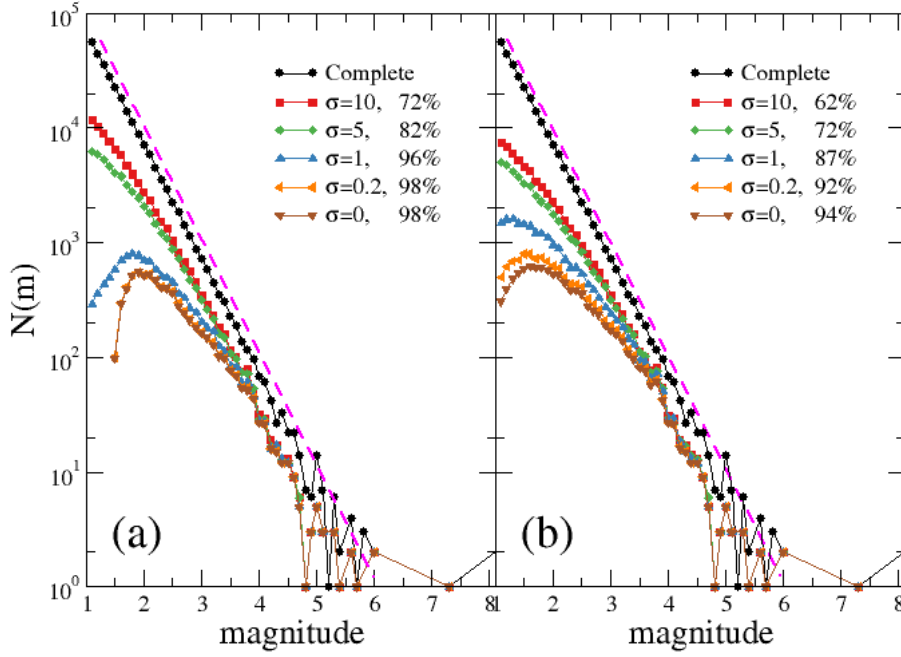 10^5
10^4
10^3
10^2
10^1
10^0
N(m)
Complete
σ=10, 72%
σ=5, 82%
σ=1, 96%
σ=0.2, 98%
σ=0, 98%
(a)
1 2 3 4 5 6 7 8
magnitude
Complete
σ=10, 62%
σ=5, 72%
σ=1, 87%
σ=0.2, 92%
σ=0, 94%
(b)
1 2 3 4 5 6 7 8
magnitude